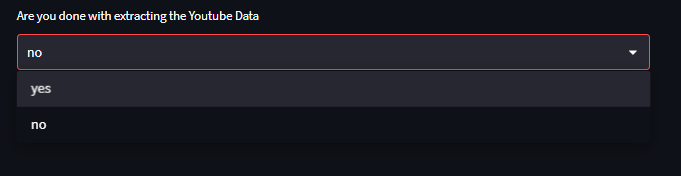 Are you done with extracting the Youtube Data
no
yes
no